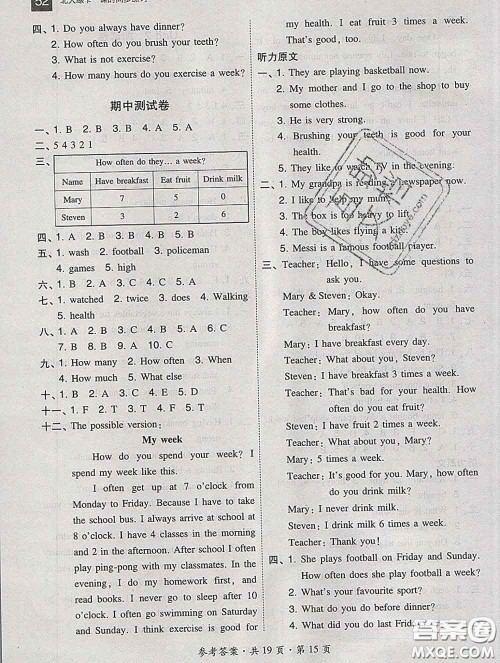 52
四、1. Do you always have dinner?
2. How often do you brush your teeth?
3. What is not exercise?
4. How many hours do you exercise a week?
期中测试卷
一、1. B 2. B 3. A 4. A 5. A
二、5 4 3 2 1
三、
How often do they… a week?
Name Have breakfast Eat fruit Drink milk
Mary 7 5 0
Steven 3 2 6
四、1. A 2. B 3. A 4. B 5. A
五、1. wash 2. football 3. policeman
4. games 5. high
六、1. C 2. A 3. C 4. A 5. C
七、1. watched 2. twice 3. does 4. Walking
5. health
八、1. B 2. B 3. A 4. C 5. B 6. B
7. B 8. B 9. A 10. C
九、1. How many 2. How often 3. When
4. How much 5. What else
十、1. C 2. A 3. B 4. E 5. D
十一、1. F 2. T 3. T 4. F 5. T
十二、The possible version:
My week
How do you spend your week? I
spend my week like this.
I often get up at 7 o'clock from
Monday to Friday. Because I have to take
the school bus. I always arrive at school at
8 o'clock. I have 4 classes in the morning
and 2 in the afternoon. After school I often
play ping-pong with my classmates. In the
evening, I do my homework first, and
read books. I never go to sleep after 10
o'clock. I often go swimming on Saturday
and Sunday. I think exercise is good for
my health. I eat fruit 3 times a week.
That's good, too.
听力原文
一、1. They are playing basketball now.
2. My mother and I go to the shop to buy
some clothes.
3. He is very strong.
4. Brushing your teeth is good for your
health.
5. I like to watch TV in the evening.
二、1. My grandpa is reading newspaper now.
2. I like to help my mum.
3. The box is too heavy to lift.
4. The boy likes flying a kite.
5. Messi is a famous football player.
三、Teacher: Hello, I have some questions to
ask you.
Mary & Steven: Okay.
Teacher: Mary, how often do you have
breakfast?
Mary: I have breakfast every day.
Teacher: What about you, Steven?
Steven: I have breakfast 3 times a week.
Teacher: That's bad for your health. How
often do you eat fruit?
Steven: I have fruit 2 times a week.
Teacher: What about you, Mary?
Mary: 5 times a week.
Teacher: It's good for you. Mary, how often
do you drink milk?
Mary: I don't drink milk.
Steven: I drink milk 6 times a week.
Teacher: Thank you!
四、1. She plays football on Friday and Sunday.
How often does she play football a week?
2. What's your favourite sport?
3. What did you do yesterday?
参考答案·共 19 页·第 15 页
答案圈
MXQE.COM